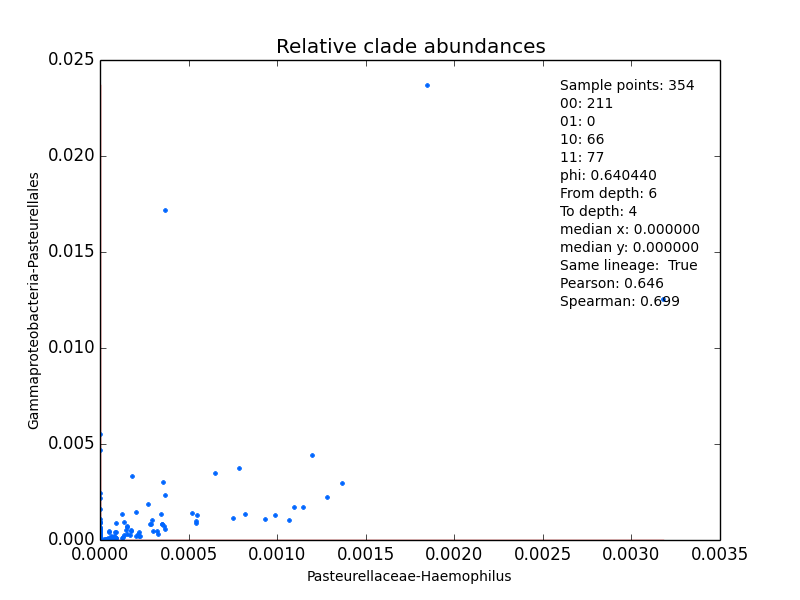 Relative clade abundances
0.025
0.020
0.015
0.010
0.005
0.000
Gammaproteobacteria-Pasteurellales
Sample points: 354
00: 211
01: 0
10: 66
11: 77
phi: 0.640440
From depth: 6
To depth: 4
median x: 0.000000
median y: 0.000000
Same lineage:  True
Pearson: 0.646
Spearman: 0.699
0.0000 0.0005 0.0010 0.0015 0.0020 0.0025 0.0030 0.0035
Pasteurellaceae-Haemophilus